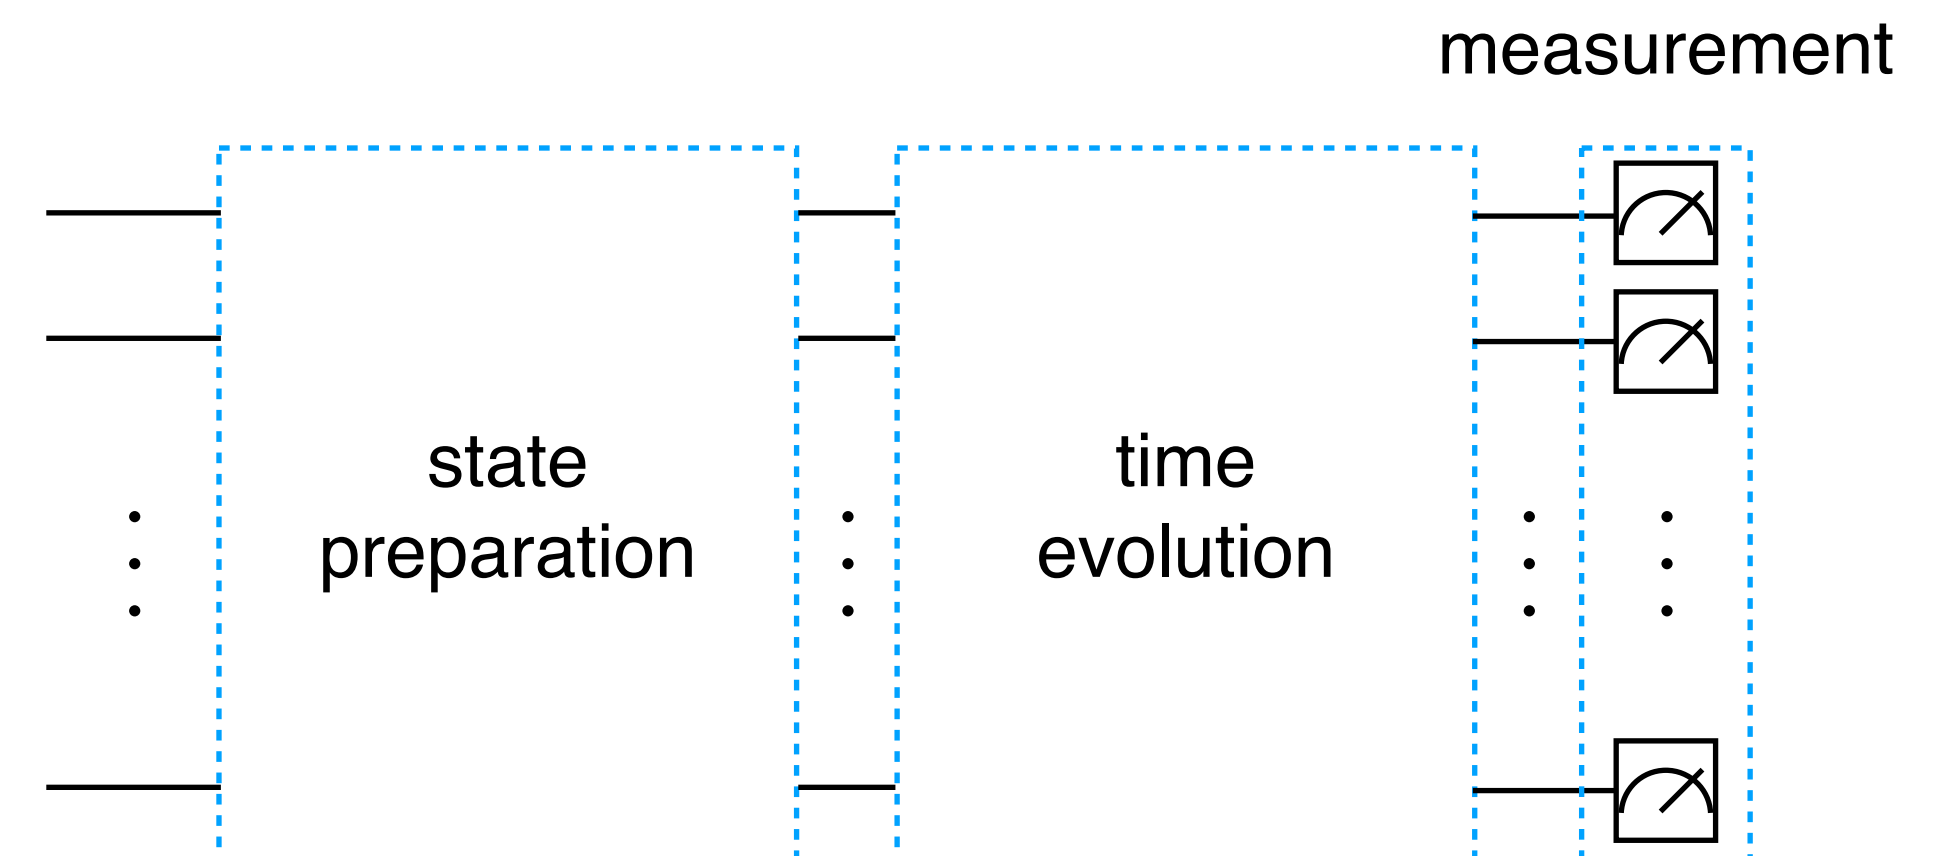 measurement
state
preparation
time
evolution